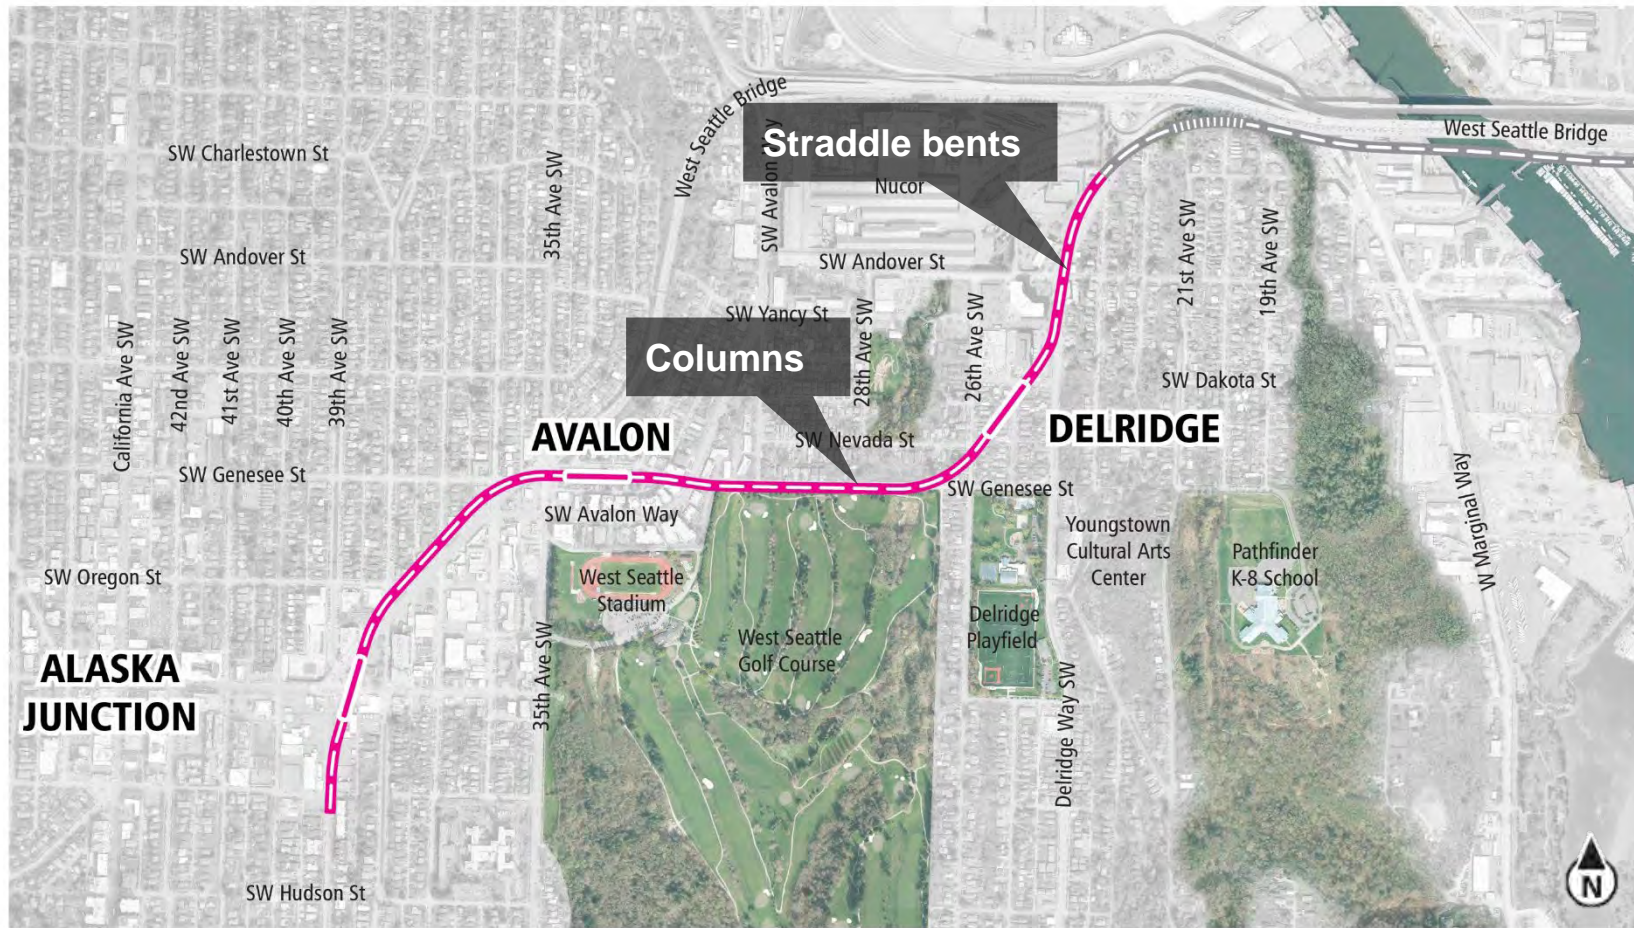 West Seattle Bridge
Straddle bents
West Seattle Bridge
SW Charlestown St
35th Ave SW
SW Avalon Way
Nucor
SW Andover St
SW Andover St
21st Ave SW
19th Ave SW
SW Yancy St
28th Ave SW
26th Ave SW
California Ave SW
42nd Ave SW
41st Ave SW
40th Ave SW
39th Ave SW
Columns
SW Dakota St
AVALON
DELRIDGE
SW Nevada St
SW Genesee St
SW Genesee St
W Marginal Way
SW Avalon Way
Youngstown
Cultural Arts
Center
Pathfinder
K-8 School
SW Oregon St
West Seattle
Stadium
Delridge
Playfield
West Seattle
Golf Course
35th Ave SW
ALASKA
JUNCTION
Delridge Way SW
SW Hudson St
N